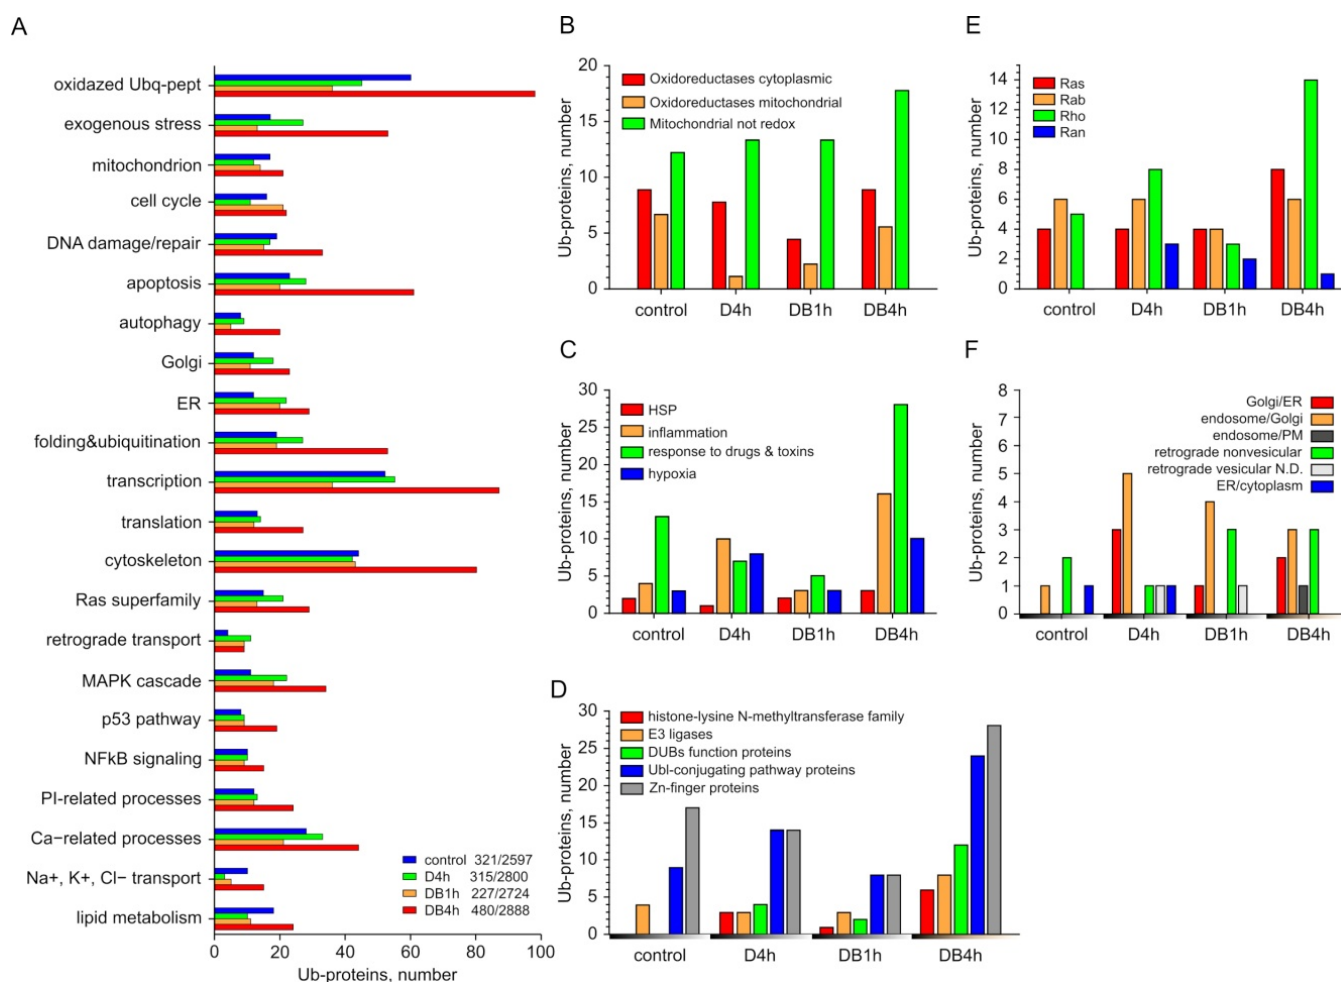 A
oxidazed Ubq-pept
exogenous stress
mitochondrion
cell cycle
DNA damage/repair
apoptosis
autophagy
Golgi
ER
folding&ubiquitination
transcription
translation
cytoskeleton
Ras superfamily
retrograde transport
MAPK cascade
p53 pathway
NFkB signaling
PI-related processes
Ca−related processes
Na+, K+, Cl− transport
lipid metabolism
control 321/2597
D4h 315/2800
DB1h 227/2724
DB4h 480/2888
0 20 40 60 80 100
Ub-proteins, number
B
Ub-proteins, number
20
15
10
5
0
Oxidoreductases cytoplasmic
Oxidoreductases mitochondrial
Mitochondrial not redox
control D4h DB1h DB4h
C
Ub-proteins, number
30
25
20
15
10
5
0
HSP
inflammation
response to drugs & toxins
hypoxia
control D4h DB1h DB4h
D
Ub-proteins, number
30
25
20
15
10
5
0
histone-lysine N-methyltransferase family
E3 ligases
DUBs function proteins
Ubl-conjugating pathway proteins
Zn-finger proteins
control D4h DB1h DB4h
E
Ub-proteins, number
14
12
10
8
6
4
2
0
Ras
Rab
Rho
Ran
control D4h DB1h DB4h
F
Ub-proteins, number
8
7
6
5
4
3
2
1
0
Golgi/ER
endosome/Golgi
endosome/PM
retrograde nonvesicular
retrograde vesicular N.D.
ER/cytoplasm
control D4h DB1h DB4h